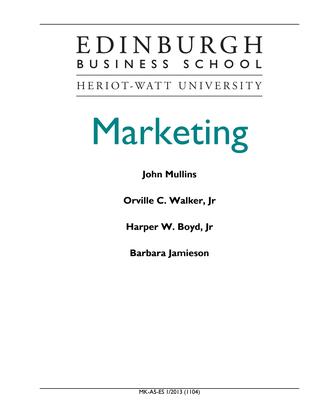 EDINBURGH
BUSINESS SCHOOL
HERIOT-WATT UNIVERSITY
Marketing
John Mullins
Orville C. Walker, Jr
Harper W. Boyd, Jr
Barbara Jamieson
MK-A5-ES 1/2013 (1104)